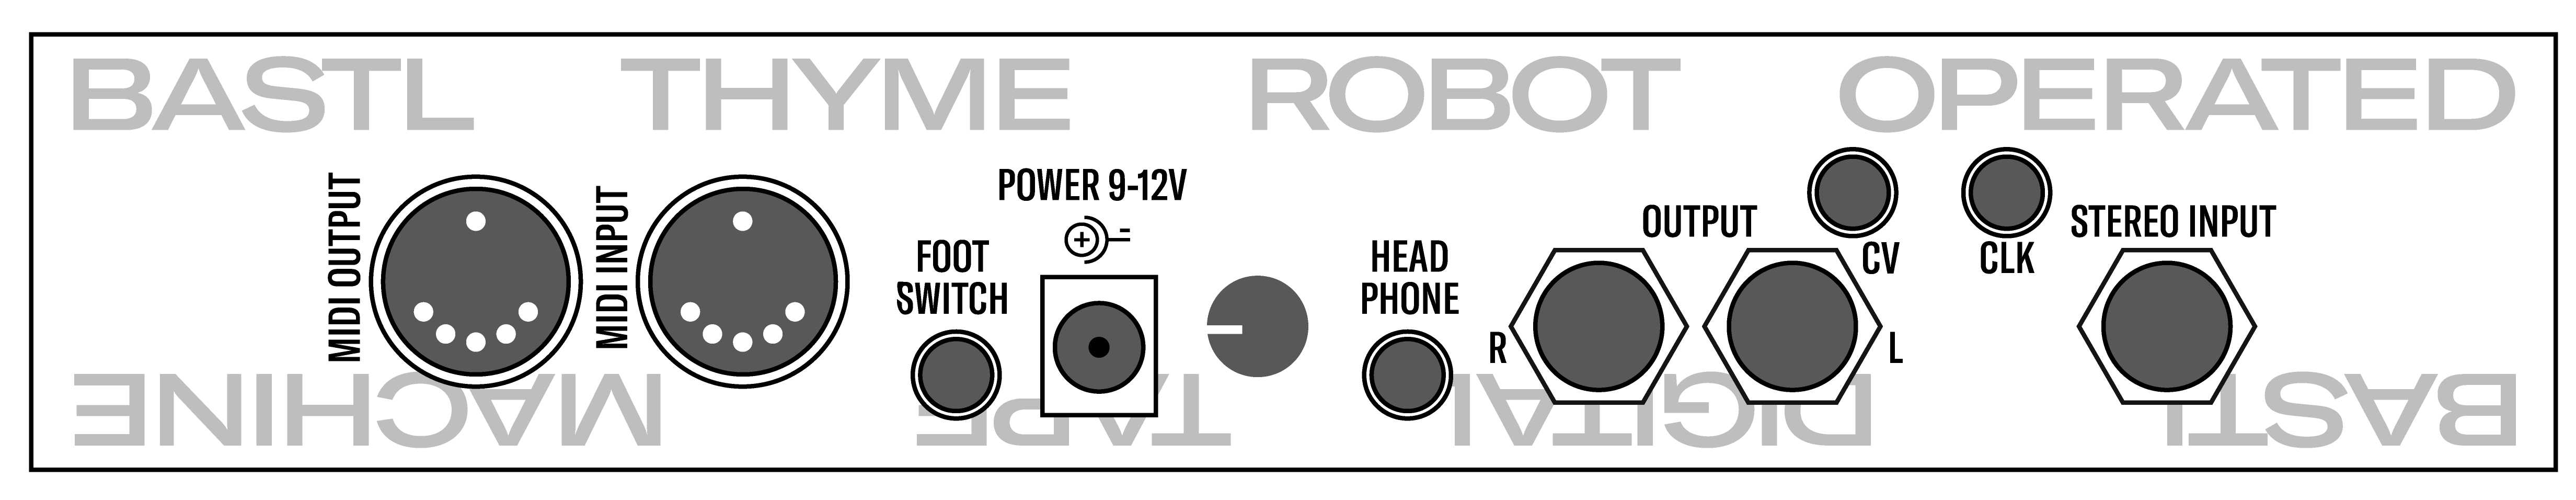 BASTL THYME ROBOT OPERATED
MIDI OUTPUT
MIDI INPUT
POWER 9-12V
FOOT
SWITCH
HEAD
PHONE
OUTPUT
R
L
CV
CLK
STEREO INPUT
BASTL DIGITAL TAPE MACHINE